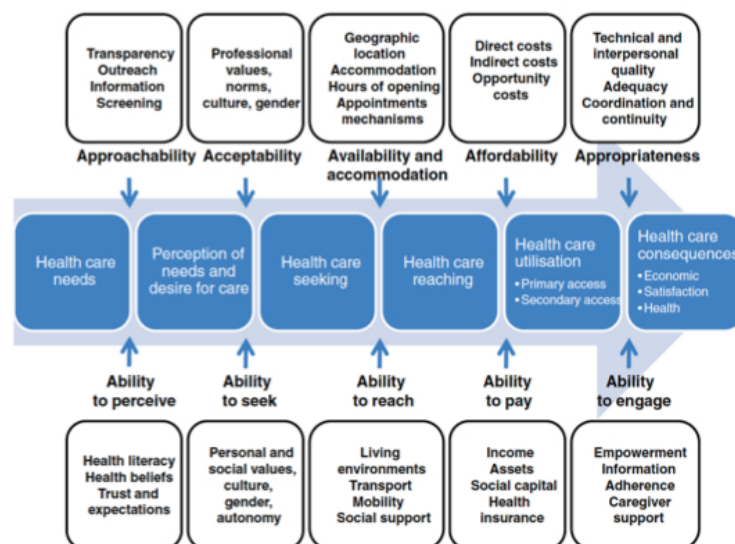 Transparency
Outreach
Information
Screening
Professional
values,
norms,
culture, gender
Geographic
location
Accommodation
Hours of opening
Appointments
mechanisms
Direct costs
Indirect costs
Opportunity
costs
Technical and
interpersonal
quality
Adequacy
Coordination and
continuity
Approachability
Acceptability
Availability and
accommodation
Affordability
Appropriateness
Health care
needs
Perception of
needs and
desire for care
Health care
seeking
Health care
reaching
Health care
utilisation
• Primary access
• Secondary access
Health care
consequences
• Economic
• Satisfaction
• Health
Ability
to perceive
Ability
to seek
Ability
to reach
Ability
to pay
Ability
to engage
Health literacy
Health beliefs
Trust and
expectations
Personal and
social values,
culture,
gender,
autonomy
Living
environments
Transport
Mobility
Social support
Income
Assets
Social capital
Health
insurance
Empowerment
Information
Adherence
Caregiver
support